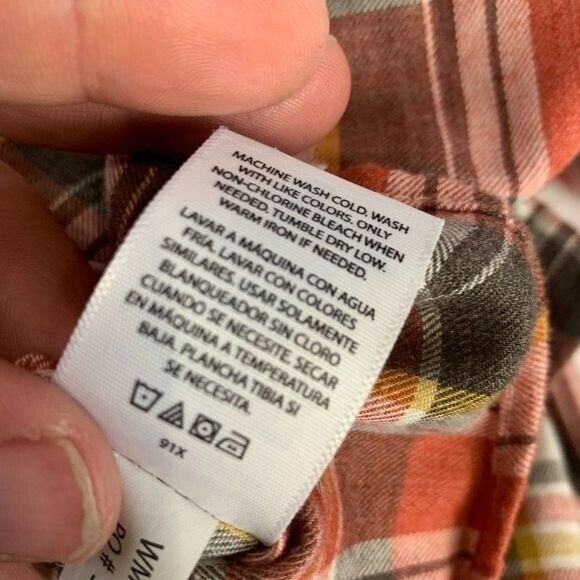 MACHINE WASH COLD. WASH
WITH LIKE COLORS. ONLY
NON-CHLORINE BLEACH WHEN
NEEDED. TUMBLE DRY LOW.
WARM IRON IF NEEDED.
LAVAR A MÁQUINA CON AGUA
FRÍA. LAVAR CON COLORES
SIMILARES. USAR SOLAMENTE
BLANQUEADOR SIN CLORO
CUANDO SE NECESITE. SECAR
EN MÁQUINA A TEMPERATURA
BAJA. PLANCHA TIBIA SI
SE NECESITA.
91X
PO #